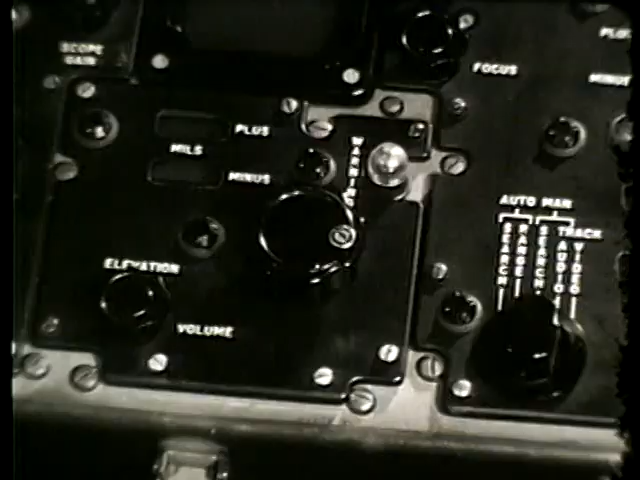 SCOPE
GAIN
FOCUS
PLUS
MILS
MINUS
WARNING
ELEVATION
VOLUME
AUTO MAN
TRACK
SEARCH
RANGE
SEARCH
AUDIO
VIDEO